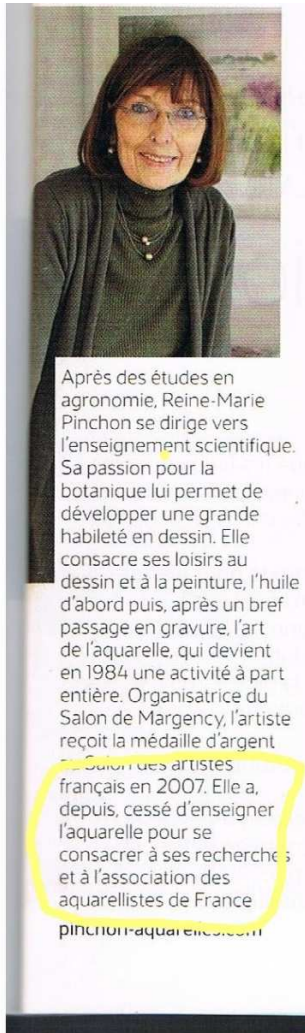 Après des études en
agronomie, Reine-Marie
Pinchon se dirige vers
l'enseignement scientifique.
Sa passion pour la
botanique lui permet de
développer une grande
habileté en dessin. Elle
consacre ses loisirs au
dessin et à la peinture, l'huile
d'abord puis, après un bref
passage en gravure, l'art
de l'aquarelle, qui devient
en 1984 une activité à part
entière. Organisatrice du
Salon de Margency, l'artiste
reçoit la médaille d'argent
au Salon des artistes
français en 2007. Elle a,
depuis, cessé d'enseigner
l'aquarelle pour se
consacrer à ses recherches
et à l'association des
aquarellistes de France
pinchon-aquarelles.com